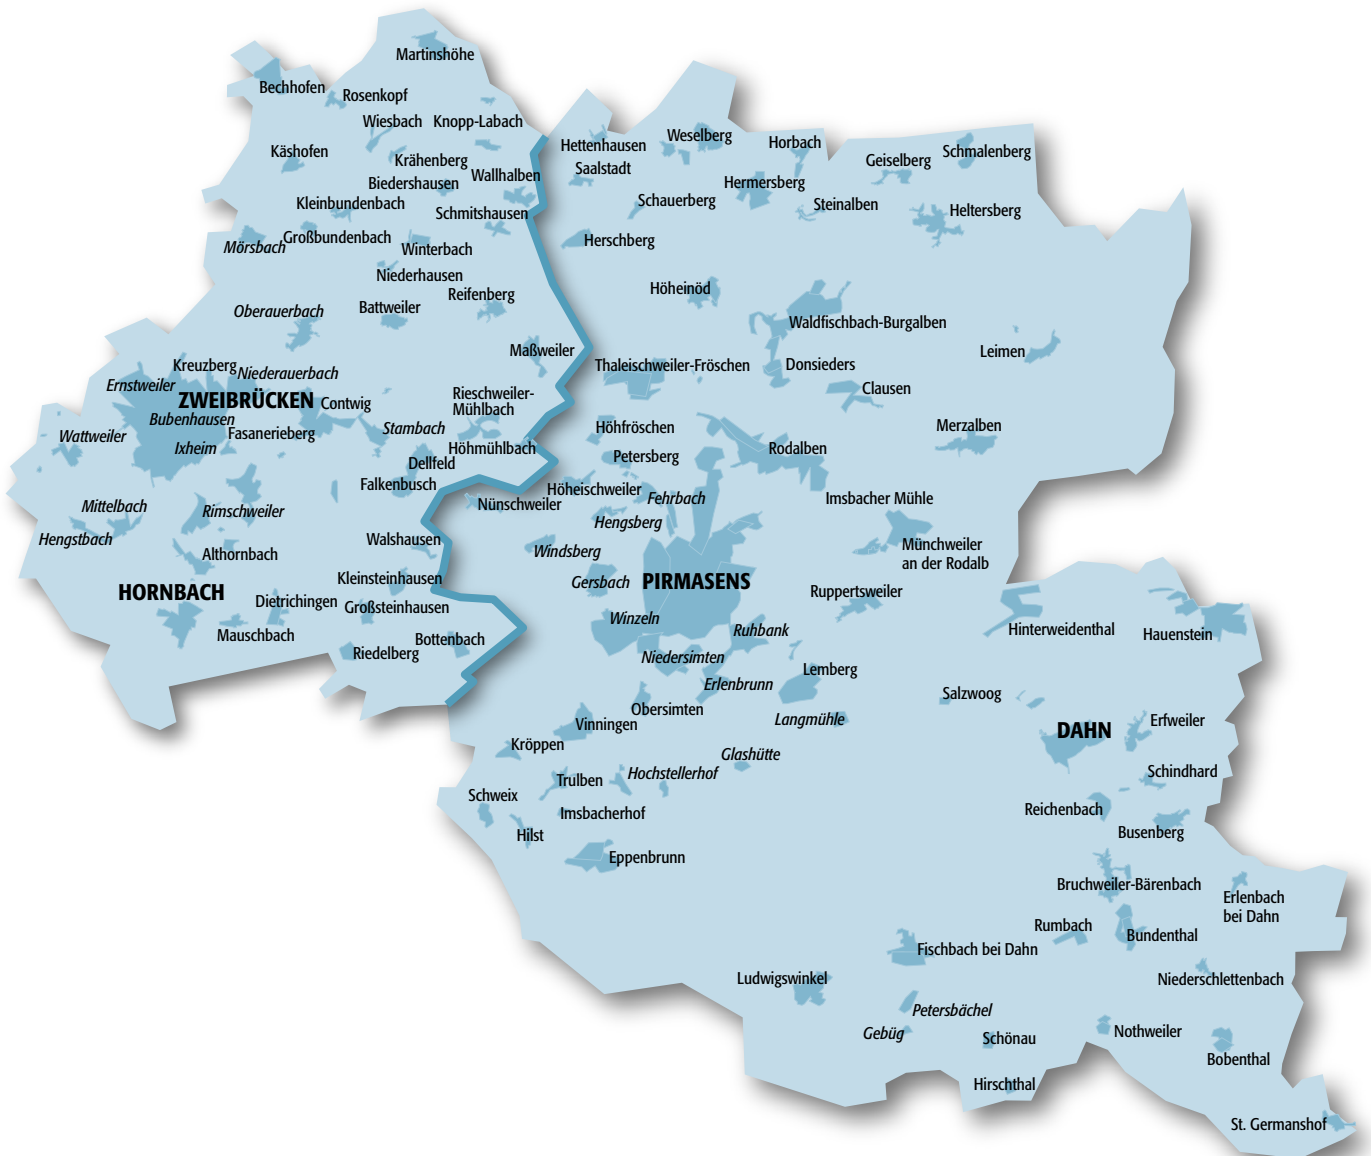 Martinshöhe
Bechhofen
Rosenkopf
Wiesbach
Knopp-Labach
Käshofen
Krähenberg
Biedershausen
Wallhalben
Kleinbundenbach
Schmitshausen
Mörsbach
Großbundenbach
Winterbach
Niederhausen
Reifenberg
Oberauerbach
Battweiler
Maßweiler
Kreuzberg
Niederauerbach
Ernstweiler
ZWEIBRÜCKEN
Contwig
Rieschweiler-
Mühlbach
Bubenhausen
Fasanerieberg
Stambach
Wattweiler
Ixheim
Höhmühlbach
Dellfeld
Falkenbusch
Mittelbach
Rimschweiler
Hengstbach
Althornbach
Walshausen
HORNBACH
Kleinsteinhausen
Dietrichingen
Großsteinhausen
Mauschbach
Bottenbach
Riedelberg
Hettenhausen
Weselberg
Horbach
Geiselberg
Schmalenberg
Saalstadt
Schauerberg
Hermersberg
Steinalben
Heltersberg
Herschberg
Höheinöd
Waldfischbach-Burgalben
Leimen
Thaleischweiler-Fröschen
Donsieders
Clausen
Höhfröschen
Merzalben
Petersberg
Rodalben
Höheischweiler
Fehrbach
Imsbacher Mühle
Nünschweiler
Hengsberg
Windsberg
Münchweiler
an der Rodalb
Gersbach
PIRMASENS
Ruppertsweiler
Winzeln
Ruhbank
Hinterweidenthal
Hauenstein
Niedersimten
Lemberg
Erlenbrunn
Salzwoog
Obersimten
Langmühle
Vinningen
DAHN
Erfweiler
Kröppen
Glashütte
Trulben
Hochstellerhof
Schindhard
Schweix
Imsbacherhof
Reichenbach
Hilst
Busenberg
Eppenbrunn
Bruchweiler-Bärenbach
Erlenbach
bei Dahn
Rumbach
Bundenthal
Fischbach bei Dahn
Ludwigswinkel
Niederschlettenbach
Petersbächel
Gebüg
Schönau
Nothweiler
Bobenthal
Hirschthal
St. Germanshof